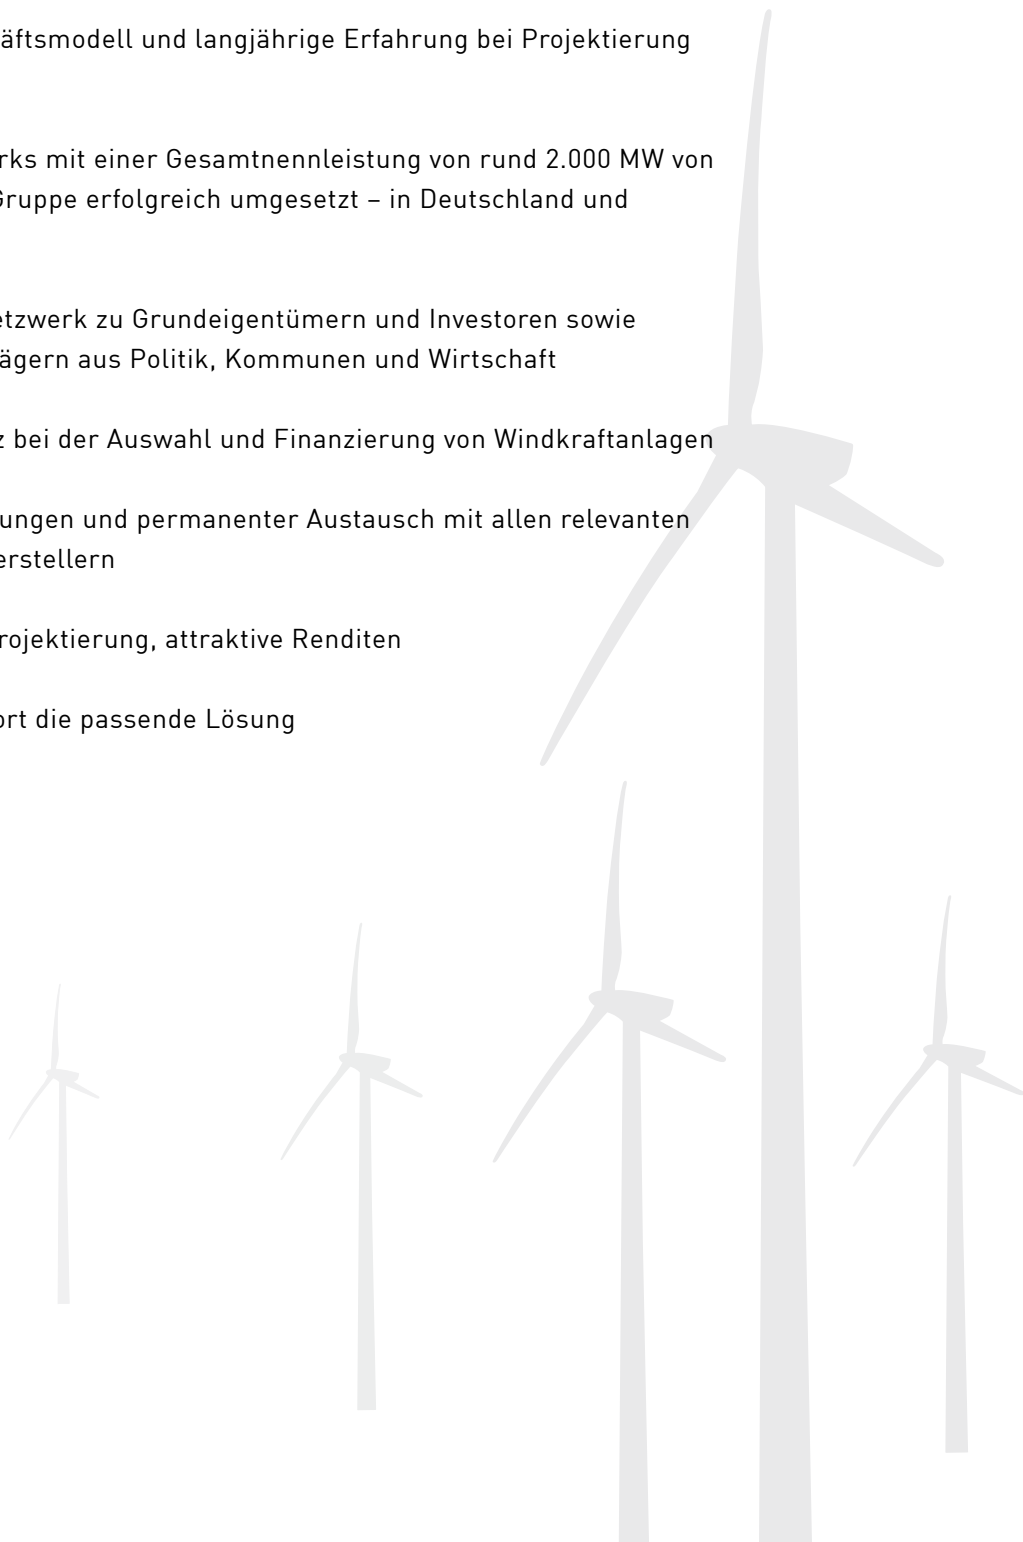 äftsmodell und langjährige Erfahrung bei Projektierung
rks mit einer Gesamtnennleistung von rund 2.000 MW von
Gruppe erfolgreich umgesetzt – in Deutschland und
etzwerk zu Grundeigentümern und Investoren sowie
ägern aus Politik, Kommunen und Wirtschaft
z bei der Auswahl und Finanzierung von Windkraftanlagen
ungen und permanenter Austausch mit allen relevanten
erstellern
rojektierung, attraktive Renditen
ort die passende Lösung